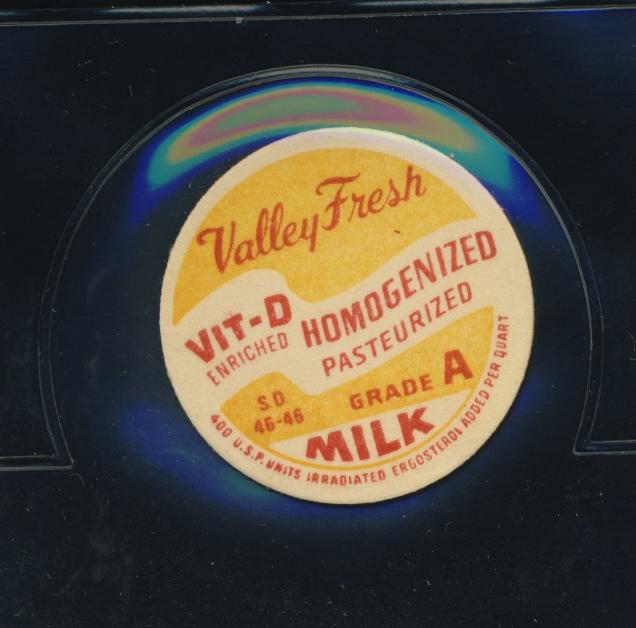 Valley Fresh
VIT-D
ENRICHED
HOMOGENIZED
PASTEURIZED
S.D
46-46
GRADE A
MILK
400 U.S.P. UNITS IRRADIATED ERGOSTEROL ADDED PER QUART